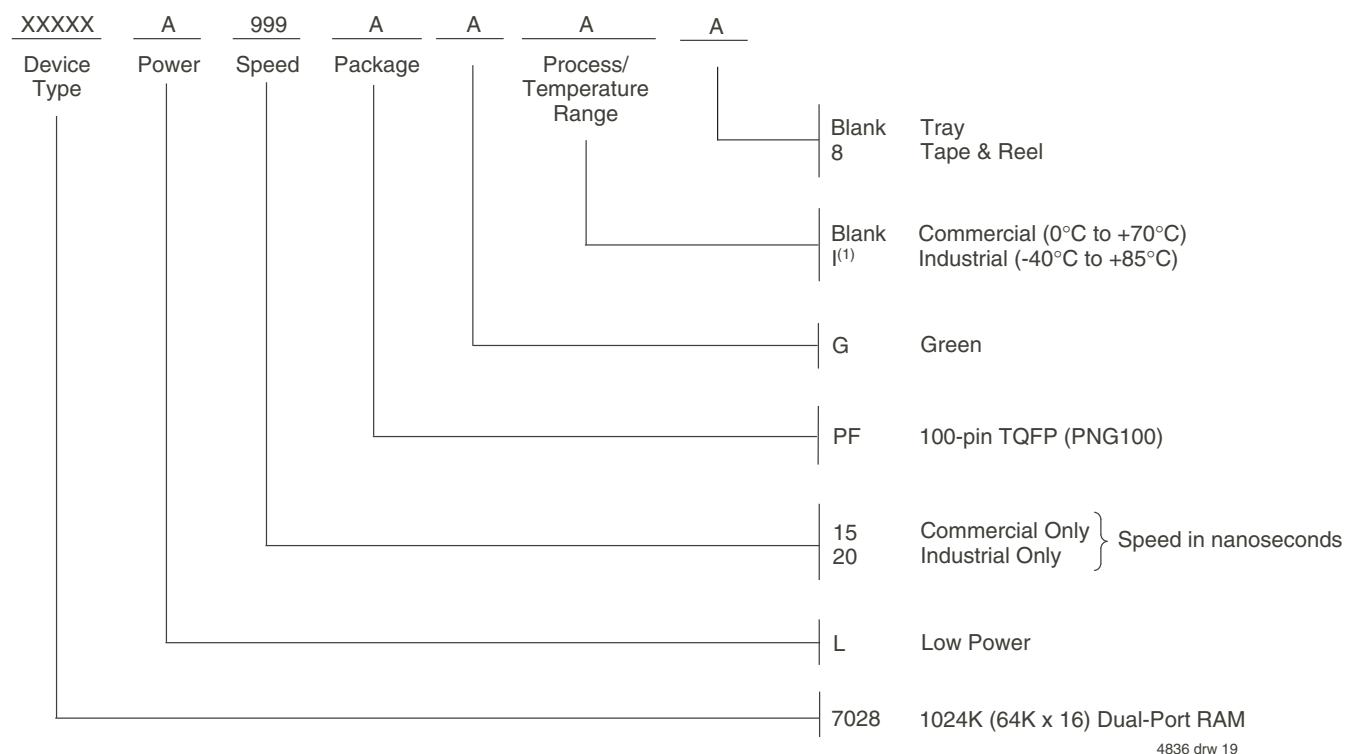 XXXXX A 999 A A A A
Device Type Power Speed Package Process/ Temperature Range
Blank Tray
8 Tape & Reel
Blank Commercial (0°C to +70°C)
I(1) Industrial (-40°C to +85°C)
G Green
PF 100-pin TQFP (PNG100)
15 Commercial Only
20 Industrial Only
Speed in nanoseconds
L Low Power
7028 1024K (64K x 16) Dual-Port RAM
4836 drw 19